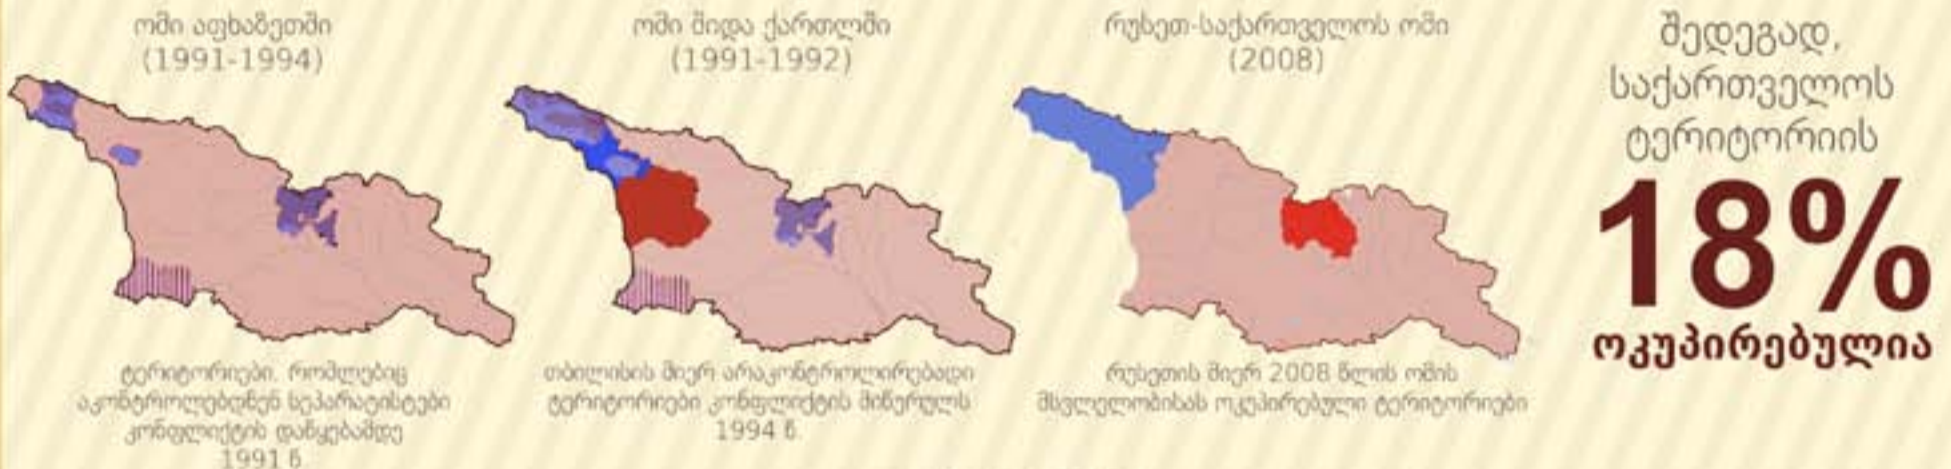 ომი აფხაზეთში
(1991-1994)
ტერიტორიები, რომლებიც
აკონტროლებდნენ სეპარატისტები
კონფლიქტის დაწყებამდე
1991 წ.
ომი შიდა ქართლში
(1991-1992)
თბილისის მიერ არაკონტროლირებადი
ტერიტორიები კონფლიქტის მიწურულს
1994 წ.
რუსეთ-საქართველოს ომი
(2008)
რუსეთის მიერ 2008 წლის ომის
მსვლელობისას ოკუპირებული ტერიტორიები
შედეგად,
საქართველოს
ტერიტორიის
18%
ოკუპირებულია